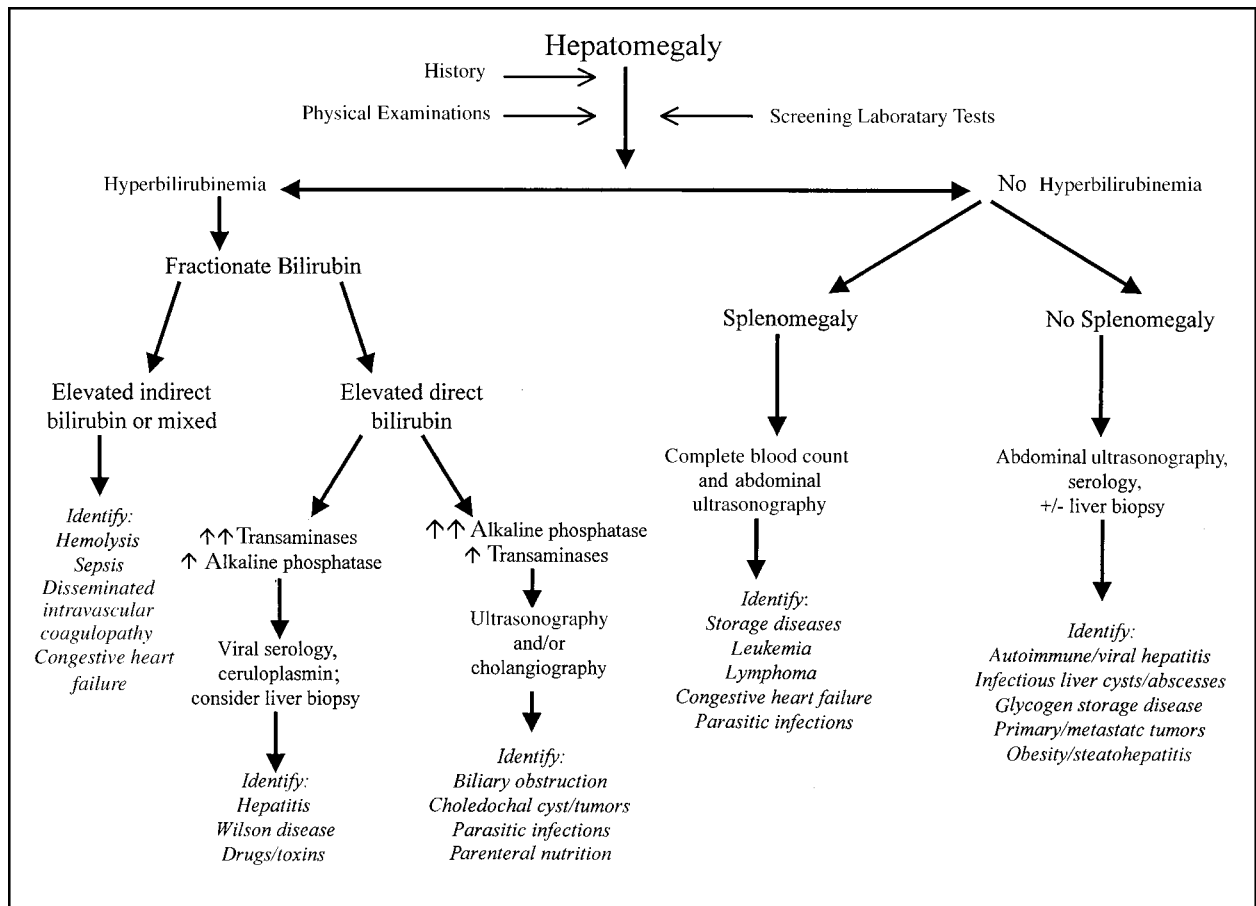 Hepatomegaly
History
Physical Examinations
Screening Laboratary Tests
Hyperbilirubinemia
No Hyperbilirubinemia
Fractionate Bilirubin
Splenomegaly
No Splenomegaly
Elevated indirect
bilirubin or mixed
Elevated direct
bilirubin
Complete blood count
and abdominal
ultrasonography
Abdominal ultrasonography,
serology,
+/- liver biopsy
Identify:
Hemolysis
Sepsis
Disseminated
intravascular
coagulopathy
Congestive heart
failure
↑↑ Transaminases
↑ Alkaline phosphatase
↑↑ Alkaline phosphatase
↑ Transaminases
Viral serology,
ceruloplasmin;
consider liver biopsy
Ultrasonography
and/or
cholangiography
Identify:
Storage diseases
Leukemia
Lymphoma
Congestive heart failure
Parasitic infections
Identify:
Autoimmune/viral hepatitis
Infectious liver cysts/abscesses
Glycogen storage disease
Primary/metastatc tumors
Obesity/steatohepatitis
Identify:
Hepatitis
Wilson disease
Drugs/toxins
Identify:
Biliary obstruction
Choledochal cyst/tumors
Parasitic infections
Parenteral nutrition